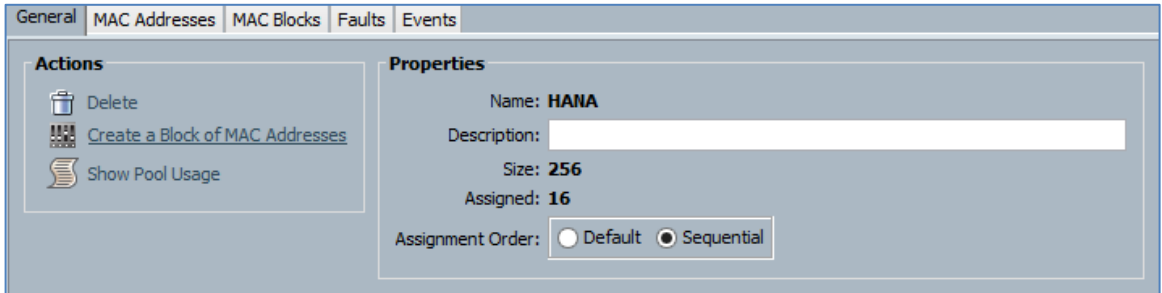 General MAC Addresses MAC Blocks Faults Events
Actions
Delete
Create a Block of MAC Addresses
Show Pool Usage
Properties
Name: HANA
Description:
Size: 256
Assigned: 16
Assignment Order: Default Sequential